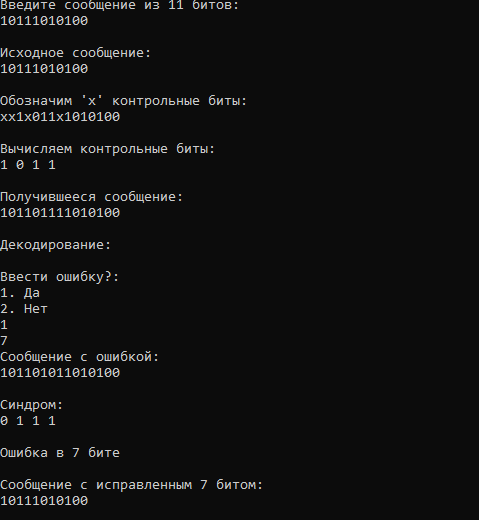 Введите сообщение из 11 битов:
10111010100
Исходное сообщение:
10111010100
Обозначим 'x' контрольные биты:
xx1x011x1010100
Вычисляем контрольные биты:
1 0 1 1
Получившееся сообщение:
101101111010100
Декодирование:
Ввести ошибку?:
1. Да
2. Нет
1
7
Сообщение с ошибкой:
101101011010100
Синдром:
0 1 1 1
Ошибка в 7 бите
Сообщение с исправленным 7 битом:
10111010100